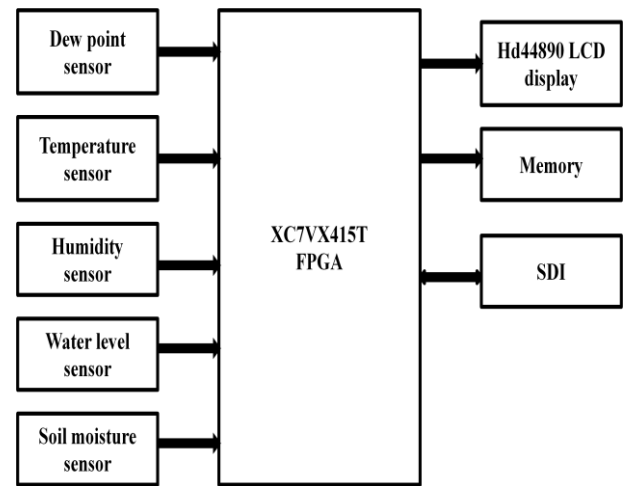 Dew point
sensor
Temperature
sensor
Humidity
sensor
Water level
sensor
Soil moisture
sensor
XC7VX415T
FPGA
Hd44890 LCD
display
Memory
SDI